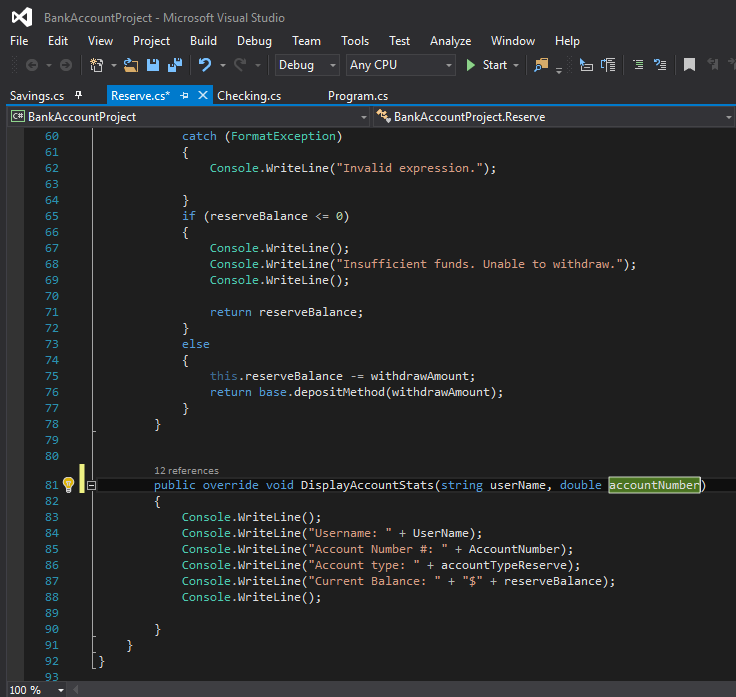 BankAccountProject - Microsoft Visual Studio
File Edit View Project Build Debug Team Tools Test Analyze Window Help
Debug Any CPU Start
Savings.cs Reserve.cs* Checking.cs Program.cs
C# BankAccountProject BankAccountProject.Reserve
60 catch (FormatException)
61 {
62 Console.WriteLine("Invalid expression.");
63
64 }
65 if (reserveBalance <= 0)
66 {
67 Console.WriteLine();
68 Console.WriteLine("Insufficient funds. Unable to withdraw.");
69 Console.WriteLine();
70
71 return reserveBalance;
72 }
73 else
74 {
75 this.reserveBalance -= withdrawAmount;
76 return base.depositMethod(withdrawAmount);
77 }
78 }
79
80
12 references
81 public override void DisplayAccountStats(string userName, double accountNumber)
82 {
83 Console.WriteLine();
84 Console.WriteLine("Username: " + UserName);
85 Console.WriteLine("Account Number #: " + AccountNumber);
86 Console.WriteLine("Account type: " + accountTypeReserve);
87 Console.WriteLine("Current Balance: " + "$" + reserveBalance);
88 Console.WriteLine();
89
90 }
91 }
92 }
93
100 %